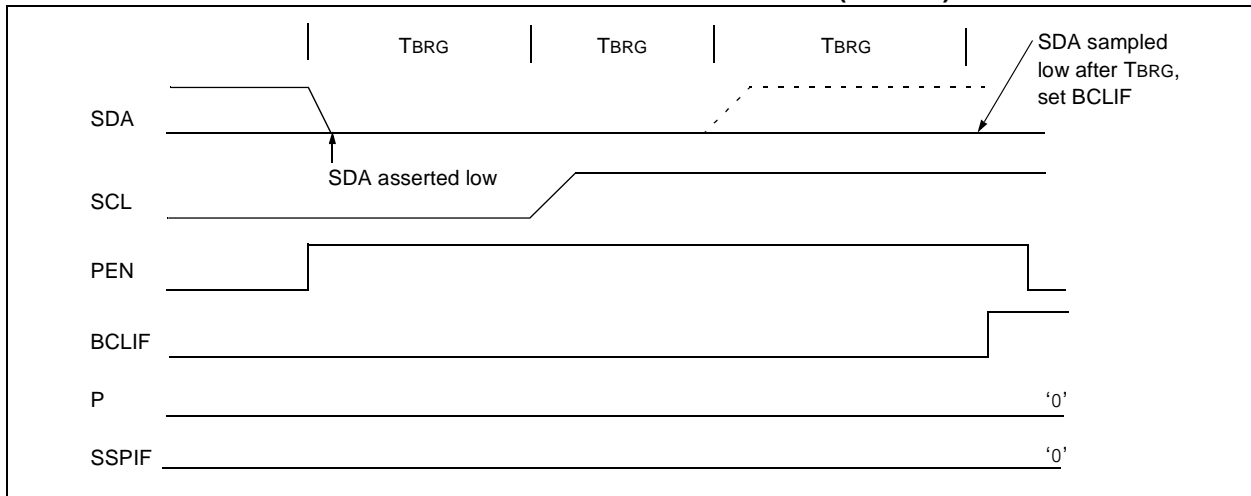 TBRG TBRG TBRG
SDA sampled
low after TBRG,
set BCLIF
SDA
SDA asserted low
SCL
PEN
BCLIF
P
‘0’
SSPIF
‘0’